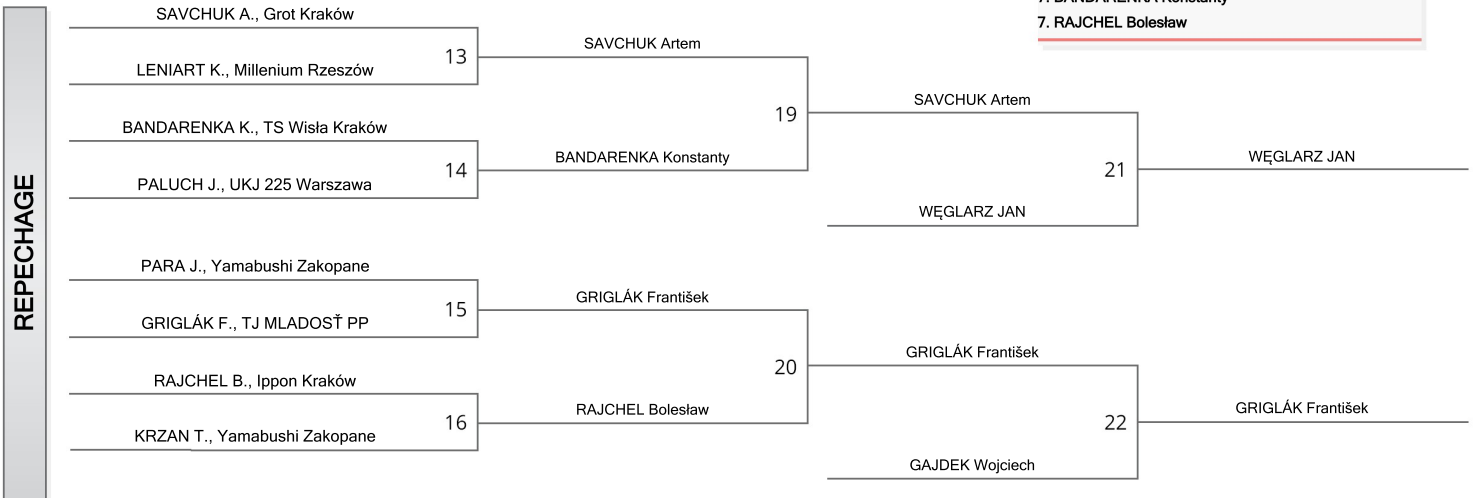 7. BANDARENKA Konstanty
7. RAJCHEL Bolesław
REPECHAGE
SAVCHUK A., Grot Kraków
LENIART K., Millenium Rzeszów
13
SAVCHUK Artem
BANDARENKA K., TS Wisła Kraków
PALUCH J., UKJ 225 Warszawa
14
BANDARENKA Konstanty
19
SAVCHUK Artem
WĘGLARZ JAN
21
WĘGLARZ JAN
PARA J., Yamabushi Zakopane
GRIGLÁK F., TJ MLADOSŤ PP
15
GRIGLÁK František
RAJCHEL B., Ippon Kraków
KRZAN T., Yamabushi Zakopane
16
RAJCHEL Bolesław
20
GRIGLÁK František
GAJDEK Wojciech
22
GRIGLÁK František